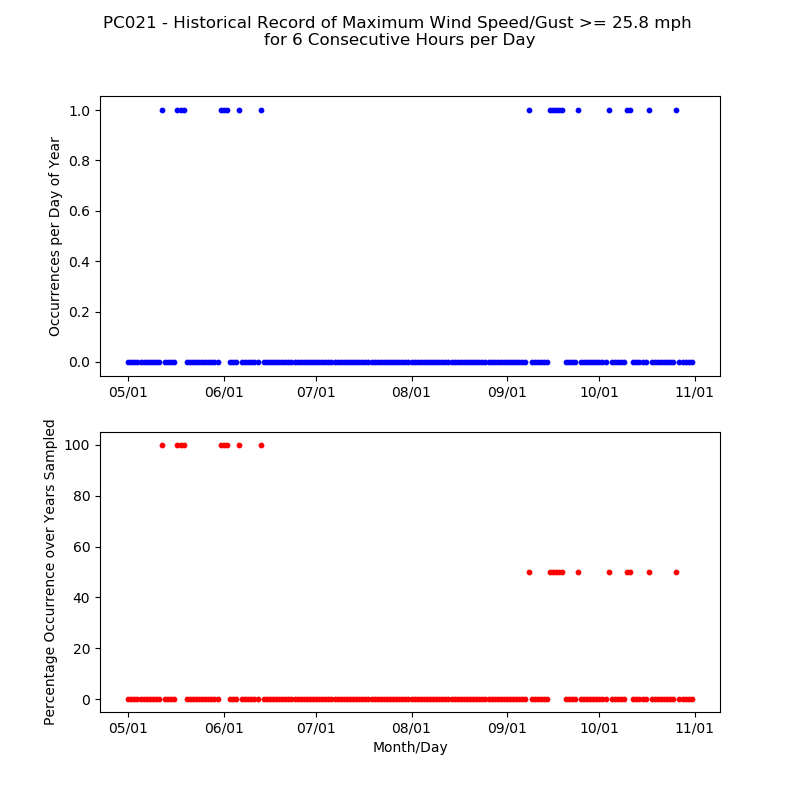 PC021 - Historical Record of Maximum Wind Speed/Gust >= 25.8 mph
for 6 Consecutive Hours per Day
Occurrences per Day of Year
1.0
0.8
0.6
0.4
0.2
0.0
05/01 06/01 07/01 08/01 09/01 10/01 11/01
Percentage Occurrence over Years Sampled
100
80
60
40
20
0
05/01 06/01 07/01 08/01 09/01 10/01 11/01
Month/Day